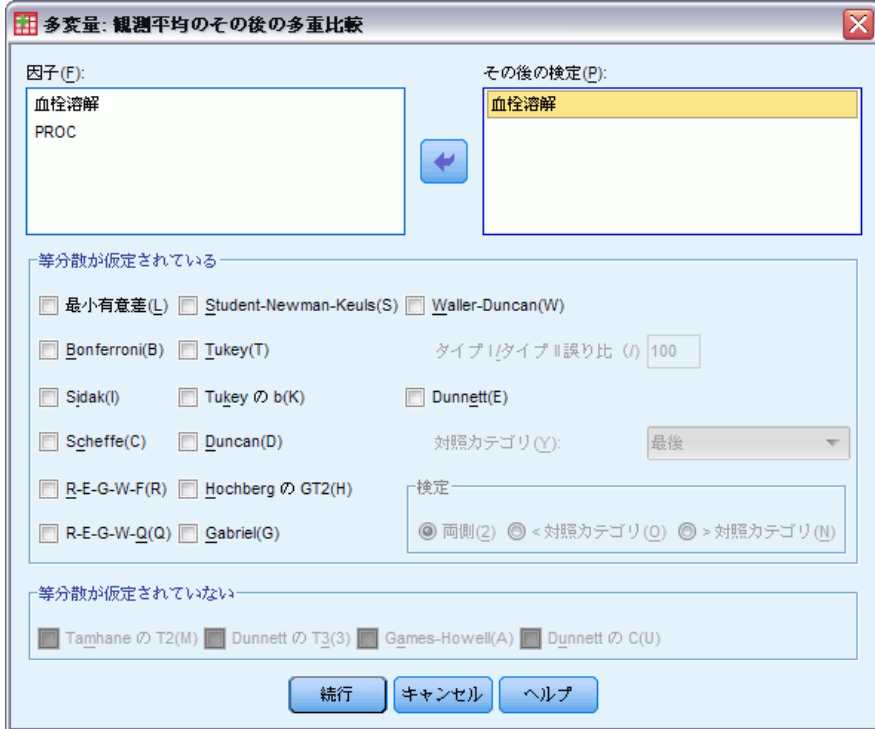 多変量: 観測平均のその後の多重比較
因子(F):
血栓溶解
PROC
その後の検定(P):
血栓溶解
等分散が仮定されている
最小有意差(L) Student-Newman-Keuls(S) Waller-Duncan(W)
Bonferroni(B) Tukey(T) タイプ I/タイプ II 誤り比 (/) 100
Sidak(I) Tukey の b(K) Dunnett(E)
Scheffe(C) Duncan(D) 対照カテゴリ(Y): 最後
R-E-G-W-F(R) Hochberg の GT2(H) 検定
R-E-G-W-Q(Q) Gabriel(G) 両側(2) < 対照カテゴリ(O) > 対照カテゴリ(N)
等分散が仮定されていない
Tamhane の T2(M) Dunnett の T3(3) Games-Howell(A) Dunnett の C(U)
続行 キャンセル ヘルプ